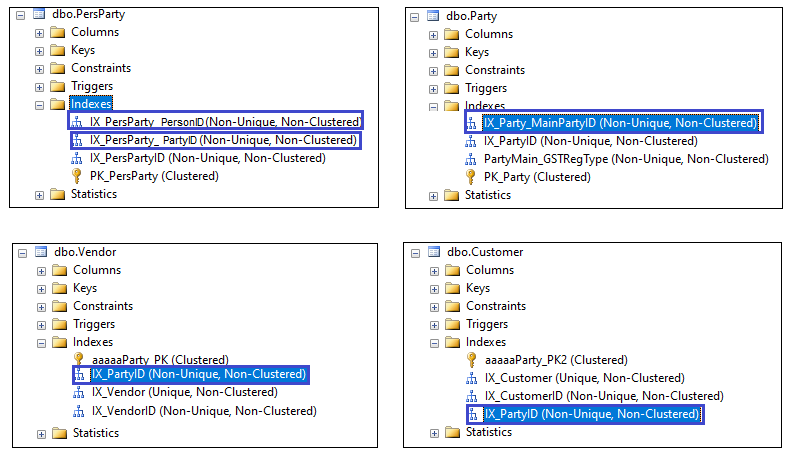 dbo.PersParty
Columns
Keys
Constraints
Triggers
Indexes
IX_PersParty_PersonID(Non-Unique, Non-Clustered)
IX_PersParty_ PartyID (Non-Unique, Non-Clustered)
IX_PersPartyID (Non-Unique, Non-Clustered)
PK_PersParty (Clustered)
Statistics
dbo.Party
Columns
Keys
Constraints
Triggers
Indexes
IX_Party_MainPartyID (Non-Unique, Non-Clustered)
IX_PartyID (Non-Unique, Non-Clustered)
PartyMain_GSTRegType (Non-Unique, Non-Clustered)
PK_Party (Clustered)
Statistics
dbo.Vendor
Columns
Keys
Constraints
Triggers
Indexes
aaaaaParty_PK (Clustered)
IX_PartyID (Non-Unique, Non-Clustered)
IX_Vendor (Unique, Non-Clustered)
IX_VendorID (Non-Unique, Non-Clustered)
Statistics
dbo.Customer
Columns
Keys
Constraints
Triggers
Indexes
aaaaaParty_PK2 (Clustered)
IX_Customer (Unique, Non-Clustered)
IX_CustomerID (Non-Unique, Non-Clustered)
IX_PartyID (Non-Unique, Non-Clustered)
Statistics